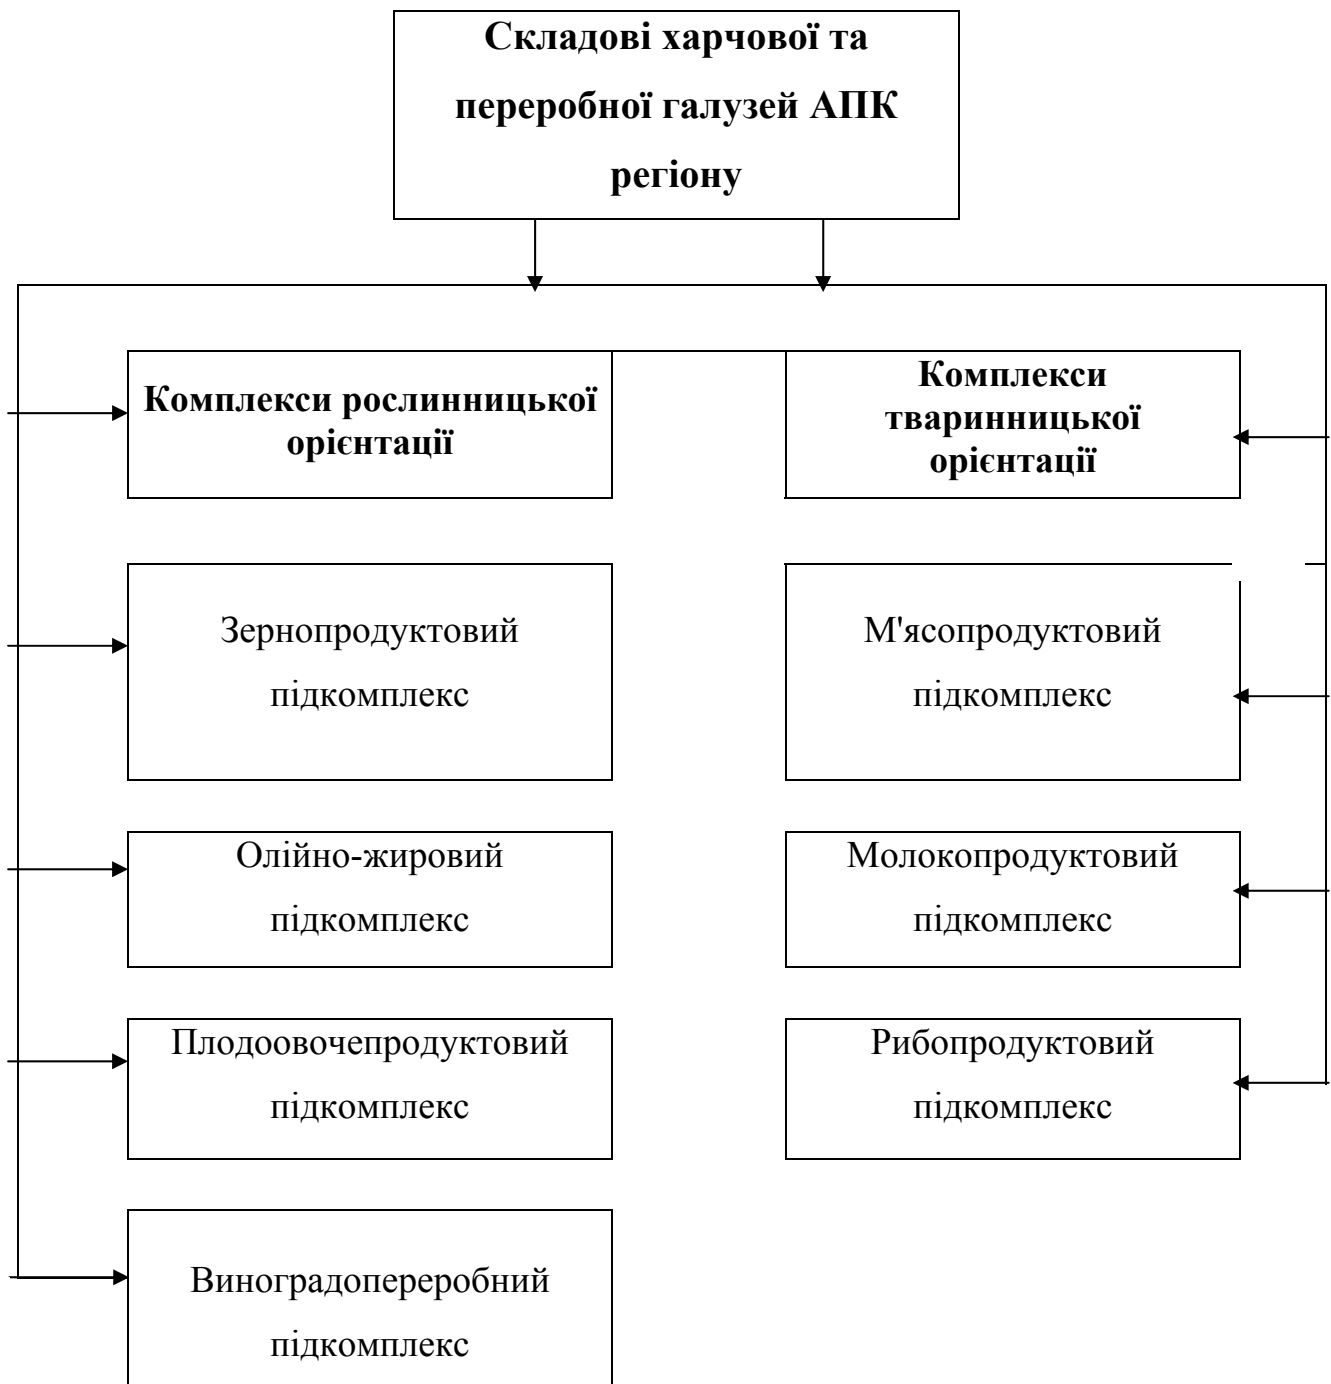 Складові харчової та
переробної галузей АПК
регіону
Комплекси рослинницької
орієнтації
Комплекси
тваринницької
орієнтації
Зернопродуктовий
підкомплекс
М'ясопродуктовий
підкомплекс
Олійно-жировий
підкомплекс
Молокопродуктовий
підкомплекс
Плодоовочепродуктовий
підкомплекс
Рибопродуктовий
підкомплекс
Виноградопереробний
підкомплекс